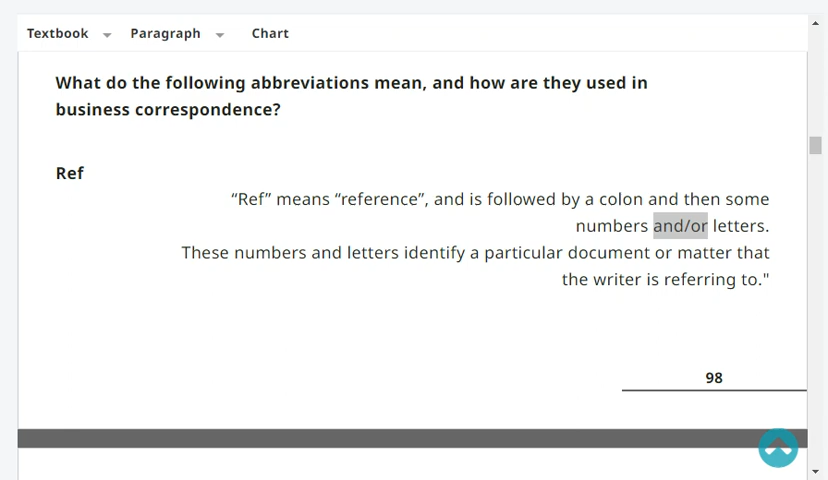 Textbook Paragraph Chart
What do the following abbreviations mean, and how are they used in
business correspondence?
Ref
“Ref” means “reference”, and is followed by a colon and then some
numbers and/or letters.
These numbers and letters identify a particular document or matter that
the writer is referring to."
98